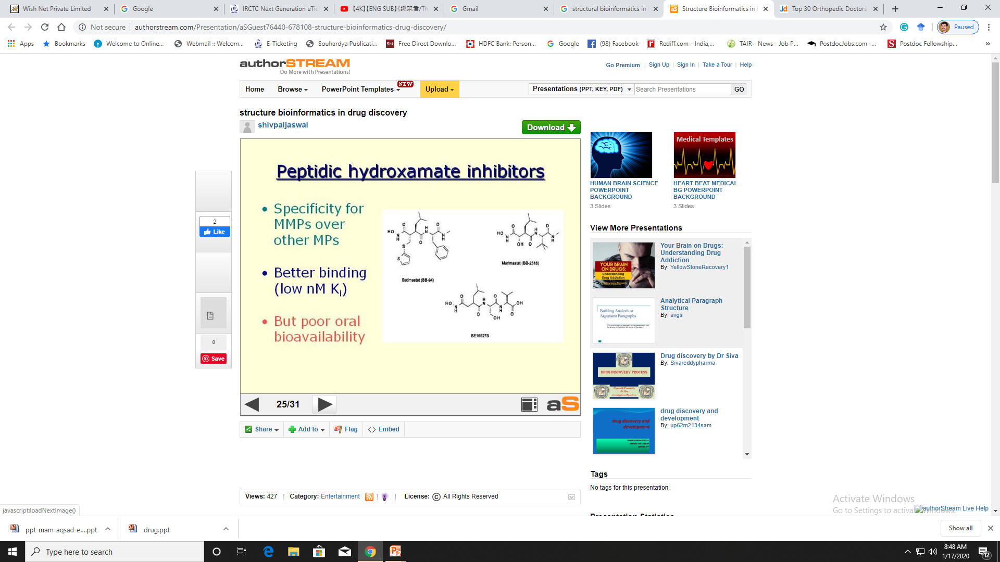 Wish Net Private Limited
Google
IRCTC Next Generation eTic
【4K】【ENG SUB】《绑架者/Th
Gmail
structural bioinformatics in
Structure Bioinformatics in
Top 30 Orthopedic Doctors
Not secure
authorstream.com/Presentation/aSGuest76440-678108-structure-bioinformatics-drug-discovery/
Paused
Apps
Bookmarks
Welcome to Online...
Webmail :: Welcom...
E-Ticketing
Souhardya Publicati...
Free Direct Downlo...
HDFC Bank: Person...
Google
(98) Facebook
Rediff.com - India,...
TAIR - News - Job P...
PostdocJobs.com -...
Postdoc Fellowship...
authorSTREAM
Do More with Presentations!
Go Premium | Sign Up | Sign In | Take a Tour | Help
Home
Browse
PowerPoint Templates
NEW
Upload
Presentations (PPT, KEY, PDF)
Search Presentations
GO
structure bioinformatics in drug discovery
shivpaljaswal
Download
Peptidic hydroxamate inhibitors
• Specificity for
MMPs over
other MPs
• Better binding
(low nM Ki)
• But poor oral
bioavailability
Batimastat (BB-94)
Marimastat (BB-2516)
BE16627B
25/31
aS
2
Like
0
Save
Share
Add to
Flag
Embed
Views: 427
Category: Entertainment
License: © All Rights Reserved
Medical Templates
HUMAN BRAIN SCIENCE
POWERPOINT
BACKGROUND
3 Slides
HEART BEAT MEDICAL
BG POWERPOINT
BACKGROUND
3 Slides
View More Presentations
YOUR BRAIN
ON DRUGS:
Understanding
Drug Addiction
Your Brain on Drugs:
Understanding Drug
Addiction
By: YellowStoneRecovery1
Building Analysis or
Argument Paragraphs
Analytical Paragraph
Structure
By: avgs
DRUG DISCOVERY PROCESS
Drug discovery by Dr Siva
By: Sivareddypharma
drug discovery and
development
drug discovery and
development
By: up62m2134sam
Tags
No tags for this presentation.
Presentation Statistics
Activate Windows
Go to Settings to activate Windows.
authorStream Live Help
javascript:loadNextImage()
ppt-mam-aqsad-e....ppt
drug.ppt
Show all
Type here to search
8:48 AM
1/17/2020
12